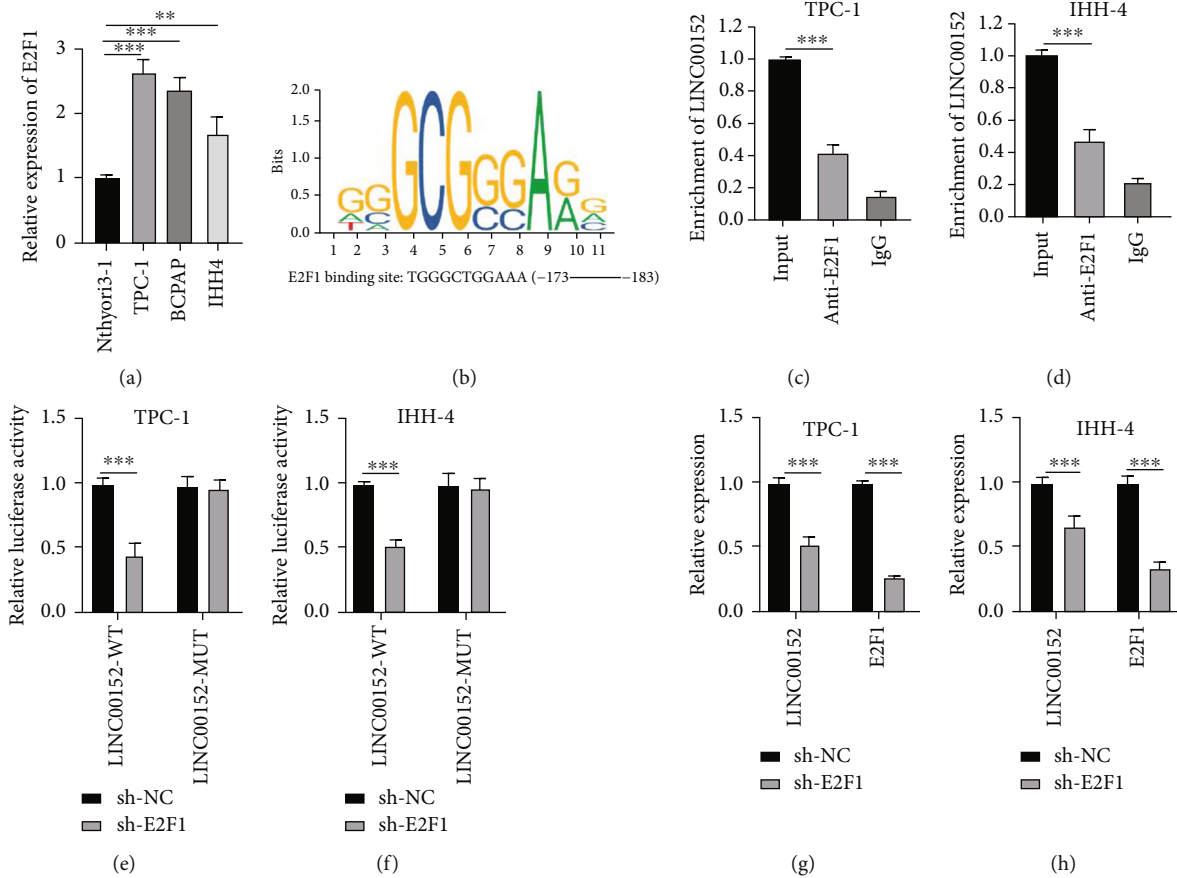 Relative expression of E2F1
3
2
1
0
**
***
***
Nthyori3-1
TPC-1
BCPAP
IHH4
(a)
Bits
2.0
1.5
1.0
0.5
0.0
GCGGGA
1 2 3 4 5 6 7 8 9 10 11
E2F1 binding site: TGGGCTGGAAA (−173———−183)
(b)
TPC-1
Enrichment of LINC00152
1.2
1.0
0.8
0.6
0.4
0.2
0.0
***
Input
Anti-E2F1
IgG
(c)
IHH-4
Enrichment of LINC00152
1.2
1.0
0.8
0.6
0.4
0.2
0.0
***
Input
Anti-E2F1
IgG
(d)
TPC-1
Relative luciferase activity
1.5
1.0
0.5
0.0
***
LINC00152-WT
LINC00152-MUT
sh-NC
sh-E2F1
(e)
IHH-4
Relative luciferase activity
1.5
1.0
0.5
0.0
***
LINC00152-WT
LINC00152-MUT
sh-NC
sh-E2F1
(f)
TPC-1
Relative expression
1.5
1.0
0.5
0.0
***
***
LINC00152
E2F1
sh-NC
sh-E2F1
(g)
IHH-4
Relative expression
1.5
1.0
0.5
0.0
***
***
LINC00152
E2F1
sh-NC
sh-E2F1
(h)